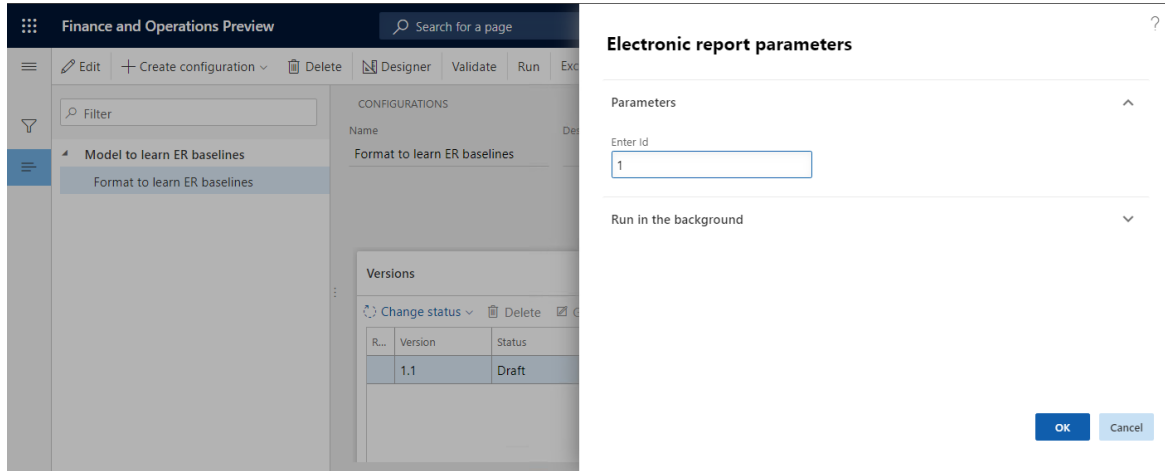 Finance and Operations Preview
Search for a page
?
Electronic report parameters
Edit
Create configuration
Delete
Designer
Validate
Run
Filter
Model to learn ER baselines
Format to learn ER baselines
CONFIGURATIONS
Name
Format to learn ER baselines
Versions
Change status
Delete
R...
Version
Status
1.1
Draft
Parameters
Enter Id
1
Run in the background
OK
Cancel